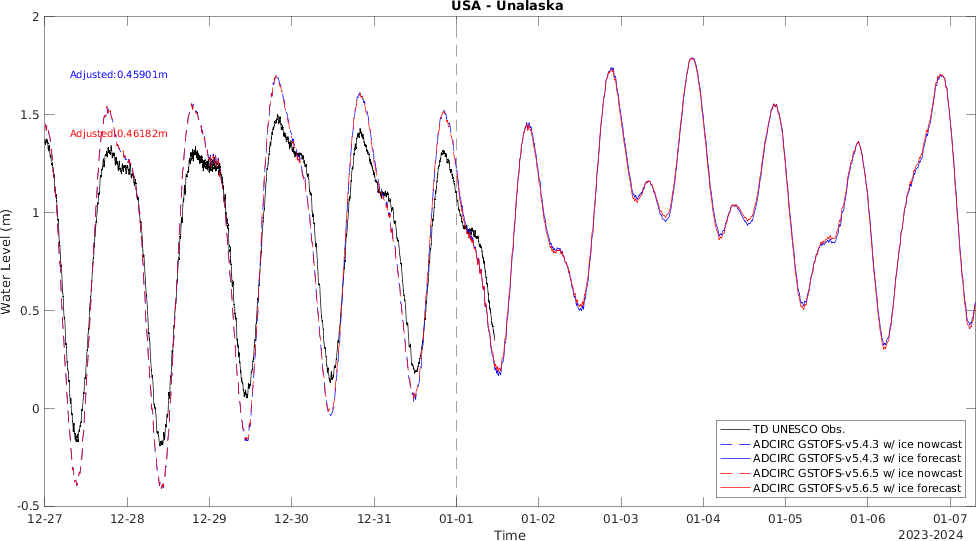 USA - Unalaska
2
1.5
1
0.5
0
-0.5
Water Level (m)
Adjusted:0.45901m
Adjusted:0.46182m
TD UNESCO Obs.
ADCIRC GSTOFS-v5.4.3 w/ ice nowcast
ADCIRC GSTOFS-v5.4.3 w/ ice forecast
ADCIRC GSTOFS-v5.6.5 w/ ice nowcast
ADCIRC GSTOFS-v5.6.5 w/ ice forecast
12-27 12-28 12-29 12-30 12-31 01-01 01-02 01-03 01-04 01-05 01-06 01-07
Time
2023-2024